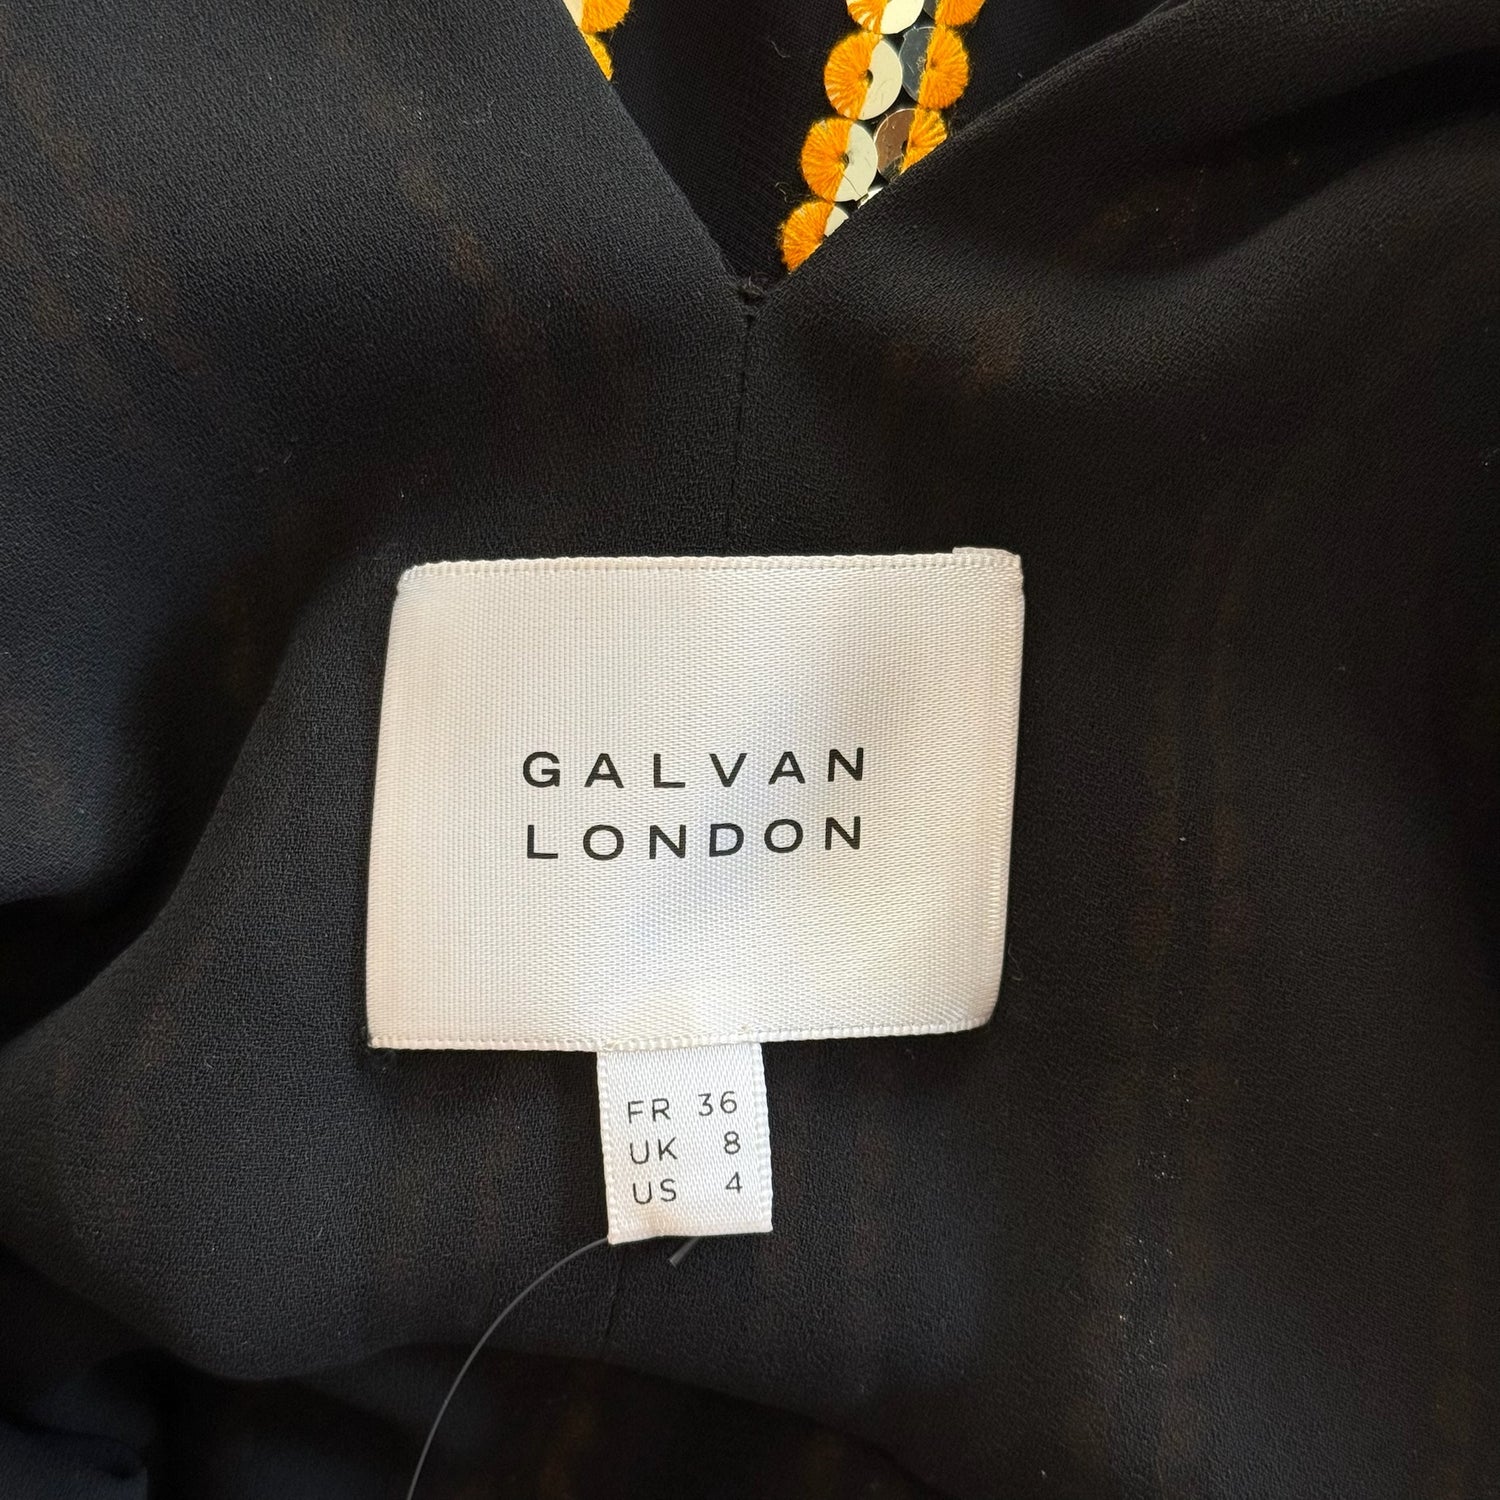 GALVAN
LONDON
FR 36
UK 8
US 4